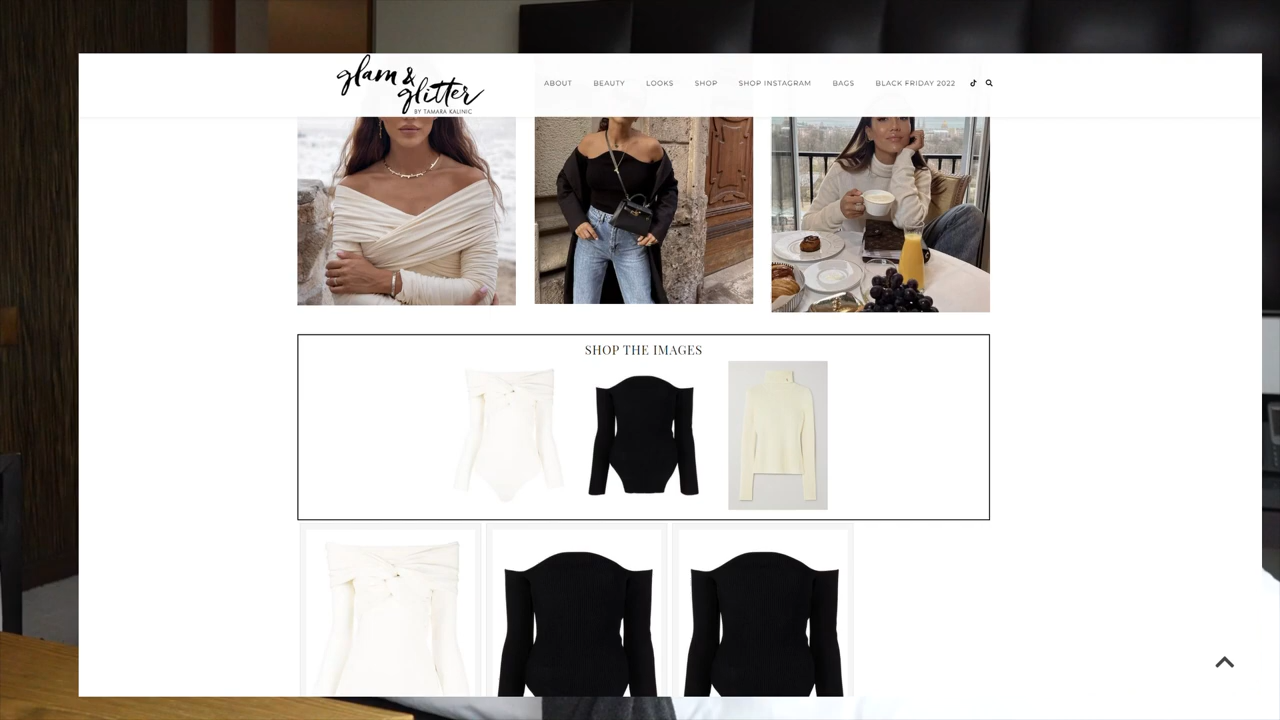 glam &
glitter
BY TAMARA KALINIC
ABOUT BEAUTY LOOKS SHOP SHOP INSTAGRAM BAGS BLACK FRIDAY 2022
SHOP THE IMAGES